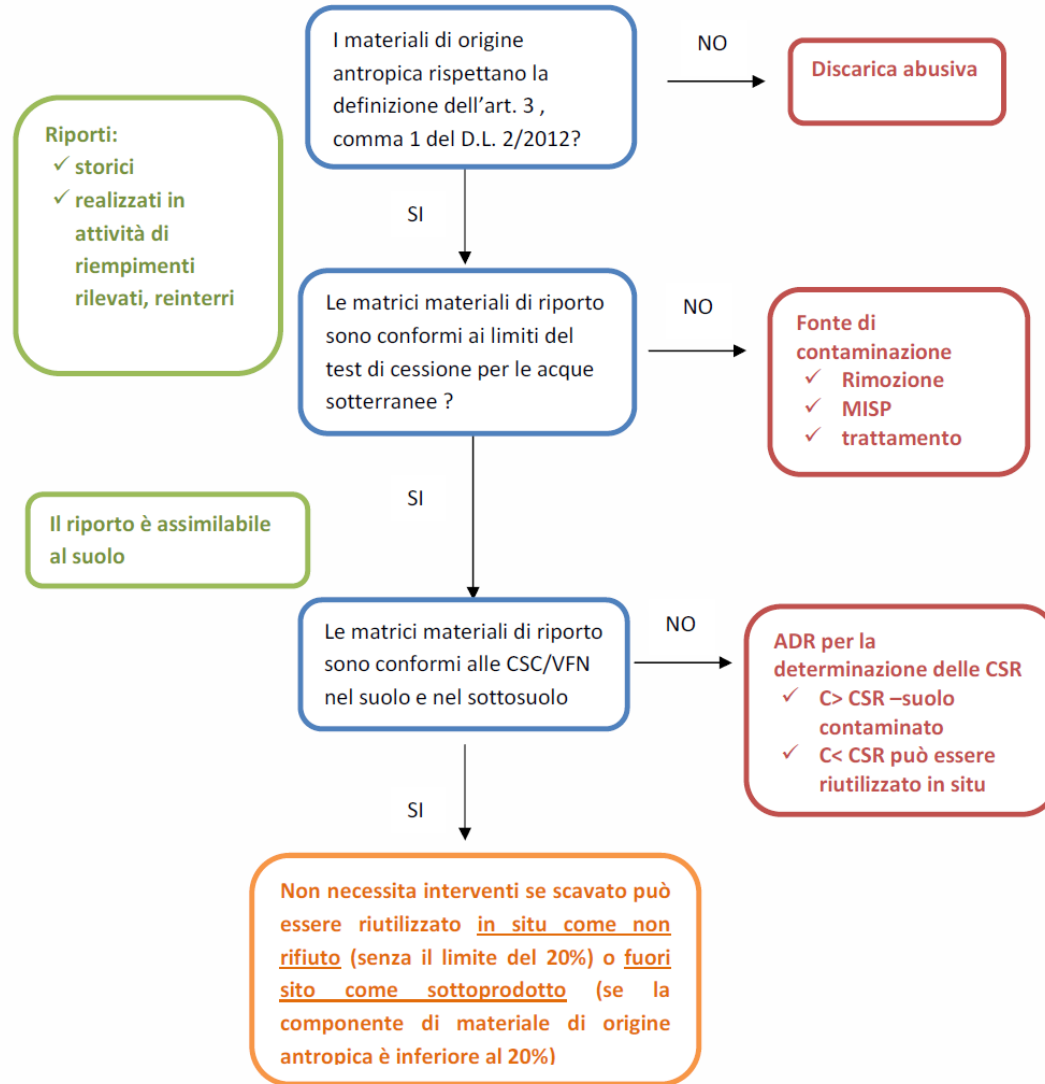 I materiali di origine
antropica rispettano la
definizione dell'art. 3 ,
comma 1 del D.L. 2/2012?
NO
Discarica abusiva
Riporti:
✓ storici
✓ realizzati in
attività di
riempimenti
rilevati, reinterri
SI
Le matrici materiali di riporto
sono conformi ai limiti del
test di cessione per le acque
sotterranee ?
NO
Fonte di
contaminazione
✓ Rimozione
✓ MISP
✓ trattamento
SI
Il riporto è assimilabile
al suolo
Le matrici materiali di riporto
sono conformi alle CSC/VFN
nel suolo e nel sottosuolo
NO
ADR per la
determinazione delle CSR
✓ C> CSR –suolo
contaminato
✓ C< CSR può essere
riutilizzato in situ
SI
Non necessita interventi se scavato può
essere riutilizzato in situ come non
rifiuto (senza il limite del 20%) o fuori
sito come sottoprodotto (se la
componente di materiale di origine
antropica è inferiore al 20%)